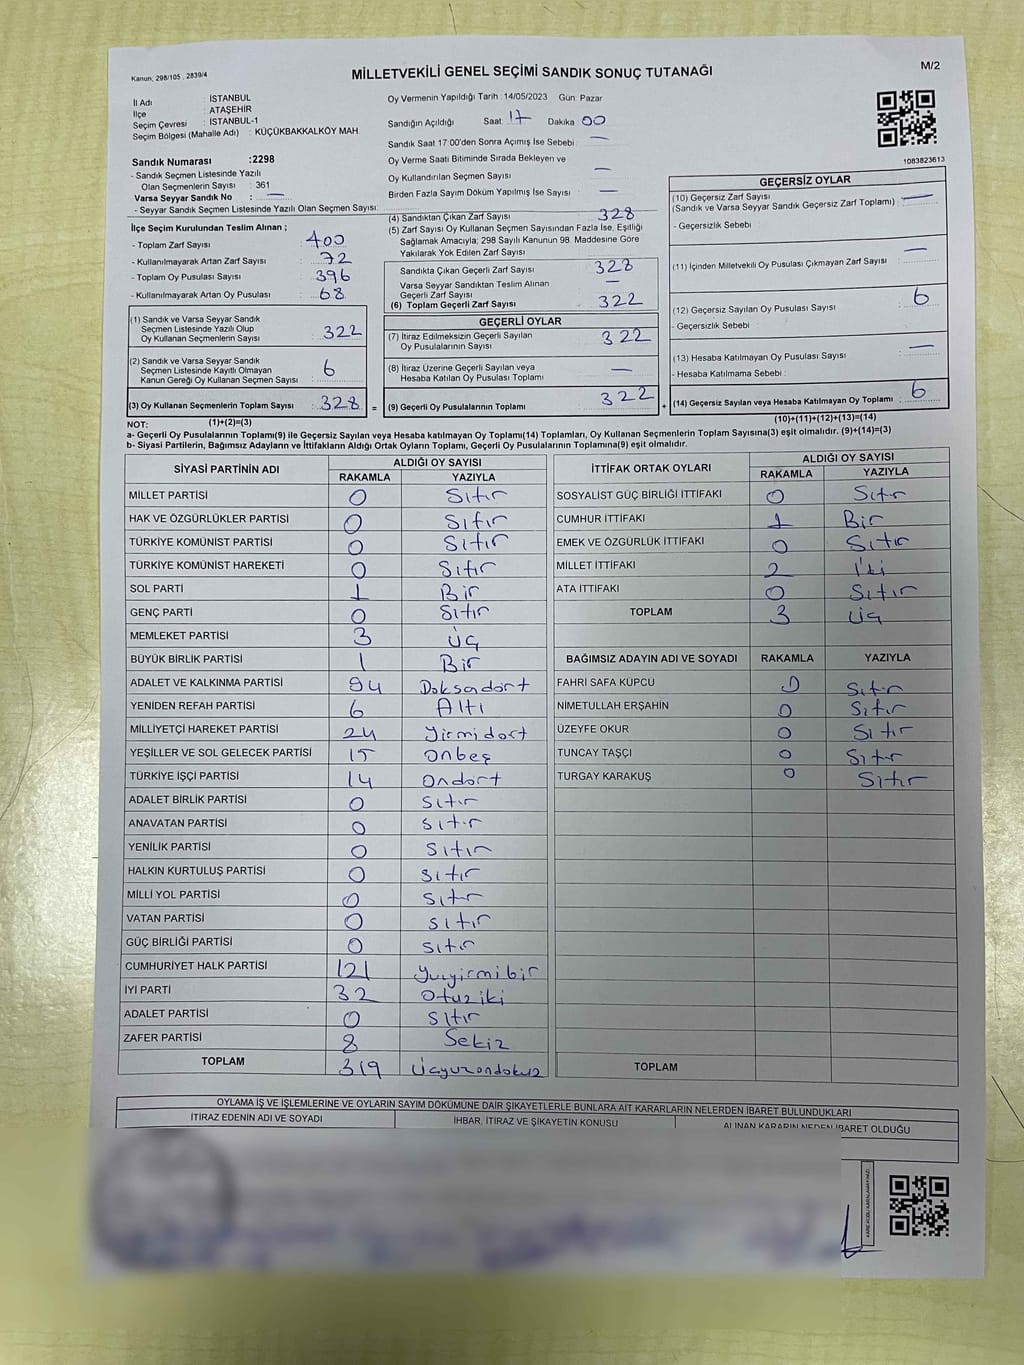 Kanun; 298/105 , 2839/4
MİLLETVEKİLİ GENEL SEÇİMİ SANDIK SONUÇ TUTANAĞI
M/2
İl Adı : İSTANBUL
İlçe : ATAŞEHİR
Seçim Çevresi : İSTANBUL-1
Seçim Bölgesi (Mahalle Adı) : KÜÇÜKBAKKALKÖY MAH.
Sandık Numarası :2298
- Sandık Seçmen Listesinde Yazılı
Olan Seçmenlerin Sayısı : 361
Varsa Seyyar Sandık No : —
- Seyyar Sandık Seçmen Listesinde Yazılı Olan Seçmen Sayısı:
Oy Vermenin Yapıldığı Tarih :14/05/2023 Gün: Pazar
Sandığın Açıldığı Saat: 17 Dakika: 00
Sandık Saat 17:00'den Sonra Açımış İse Sebebi : —
Oy Verme Saati Bitiminde Sırada Bekleyen ve
Oy Kullandırılan Seçmen Sayısı : —
Birden Fazla Sayım Döküm Yapılmış İse Sayısı : —
1083823613
İlçe Seçim Kurulundan Teslim Alınan ;
- Toplam Zarf Sayısı : 400
- Kullanılmayarak Artan Zarf Sayısı : 72
- Toplam Oy Pusulası Sayısı : 396
- Kullanılmayarak Artan Oy Pusulası : 68
(1) Sandık ve Varsa Seyyar Sandık
Seçmen Listesinde Yazılı Olup
Oy Kullanan Seçmenlerin Sayısı : 322
(2) Sandık ve Varsa Seyyar Sandık
Seçmen Listesinde Kayıtlı Olmayan
Kanun Gereği Oy Kullanan Seçmen Sayısı : 6
(3) Oy Kullanan Seçmenlerin Toplam Sayısı : 328 =
(1)+(2)=(3)
(4) Sandıktan Çıkan Zarf Sayısı : 328
(5) Zarf Sayısı Oy Kullanan Seçmen Sayısından Fazla İse, Eşitliği
Sağlamak Amacıyla; 298 Sayılı Kanunun 98. Maddesine Göre
Yakılarak Yok Edilen Zarf Sayısı :
Sandıkta Çıkan Geçerli Zarf Sayısı : 328
Varsa Seyyar Sandıktan Teslim Alınan
Geçerli Zarf Sayısı : —
(6) Toplam Geçerli Zarf Sayısı : 322
GEÇERLİ OYLAR
(7) İtiraz Edilmeksizin Geçerli Sayılan
Oy Pusulalarının Sayısı : 322
(8) İtiraz Üzerine Geçerli Sayılan veya
Hesaba Katılan Oy Pusulası Toplamı : —
(9) Geçerli Oy Pusulalarının Toplamı : 322 +
GEÇERSİZ OYLAR
(10) Geçersiz Zarf Sayısı : —
(Sandık ve Varsa Seyyar Sandık Geçersiz Zarf Toplamı)
- Geçersizlik Sebebi :
(11) İçinden Milletvekili Oy Pusulası Çıkmayan Zarf Sayısı : —
(12) Geçersiz Sayılan Oy Pusulası Sayısı : 6
- Geçersizlik Sebebi :
(13) Hesaba Katılmayan Oy Pusulası Sayısı : —
- Hesaba Katılmama Sebebi :
(14) Geçersiz Sayılan veya Hesaba Katılmayan Oy Toplamı : 6
(10)+(11)+(12)+(13)=(14)
NOT:
a- Geçerli Oy Pusulalarının Toplamı(9) ile Geçersiz Sayılan veya Hesaba katılmayan Oy Toplamı(14) Toplamları, Oy Kullanan Seçmenlerin Toplam Sayısına(3) eşit olmalıdır. (9)+(14)=(3)
b- Siyasi Partilerin, Bağımsız Adayların ve İttifakların Aldığı Ortak Oyların Toplamı, Geçerli Oy Pusulalarının Toplamına(9) eşit olmalıdır.
SİYASİ PARTİNİN ADI ALDIĞI OY SAYISI
RAKAMLA YAZIYLA
MİLLET PARTİSİ 0 Sıfır
HAK VE ÖZGÜRLÜKLER PARTİSİ 0 Sıfır
TÜRKİYE KOMÜNİST PARTİSİ 0 Sıfır
TÜRKİYE KOMÜNİST HAREKETİ 0 Sıfır
SOL PARTİ 1 Bir
GENÇ PARTİ 0 Sıfır
MEMLEKET PARTİSİ 3 Üç
BÜYÜK BİRLİK PARTİSİ 1 Bir
ADALET VE KALKINMA PARTİSİ 94 Doksadört
YENİDEN REFAH PARTİSİ 6 Altı
MİLLİYETÇİ HAREKET PARTİSİ 24 Yirmidört
YEŞİLLER VE SOL GELECEK PARTİSİ 15 Onbeş
TÜRKİYE İŞÇİ PARTİSİ 14 Ondört
ADALET BİRLİK PARTİSİ 0 Sıfır
ANAVATAN PARTİSİ 0 Sıfır
YENİLİK PARTİSİ 0 Sıfır
HALKIN KURTULUŞ PARTİSİ 0 Sıfır
MİLLİ YOL PARTİSİ 0 Sıfır
VATAN PARTİSİ 0 Sıfır
GÜÇ BİRLİĞİ PARTİSİ 0 Sıfır
CUMHURİYET HALK PARTİSİ 121 Yüzyirmibir
İYİ PARTİ 32 Otuziki
ADALET PARTİSİ 0 Sıfır
ZAFER PARTİSİ 8 Sekiz
TOPLAM 319 Üçyüzondokuz
İTTİFAK ORTAK OYLARI ALDIĞI OY SAYISI
RAKAMLA YAZIYLA
SOSYALİST GÜÇ BİRLİĞİ İTTİFAKI 0 Sıfır
CUMHUR İTTİFAKI 1 Bir
EMEK VE ÖZGÜRLÜK İTTİFAKI 0 Sıfır
MİLLET İTTİFAKI 2 İki
ATA İTTİFAKI 0 Sıfır
TOPLAM 3 Üç
BAĞIMSIZ ADAYIN ADI VE SOYADI RAKAMLA YAZIYLA
FAHRİ SAFA KÜPCÜ 0 Sıfır
NİMETULLAH ERŞAHİN 0 Sıfır
ÜZEYFE OKUR 0 Sıfır
TUNCAY TAŞÇI 0 Sıfır
TURGAY KARAKUŞ 0 Sıfır
TOPLAM
OYLAMA İŞ VE İŞLEMLERİNE VE OYLARIN SAYIM DÖKÜMÜNE DAİR ŞİKAYETLERLE BUNLARA AİT KARARLARIN NELERDEN İBARET BULUNDUKLARI
İTİRAZ EDENİN ADI VE SOYADI İHBAR, İTİRAZ VE ŞİKAYETİN KONUSU ALINAN KARARIN NEDEN İBARET OLDUĞU